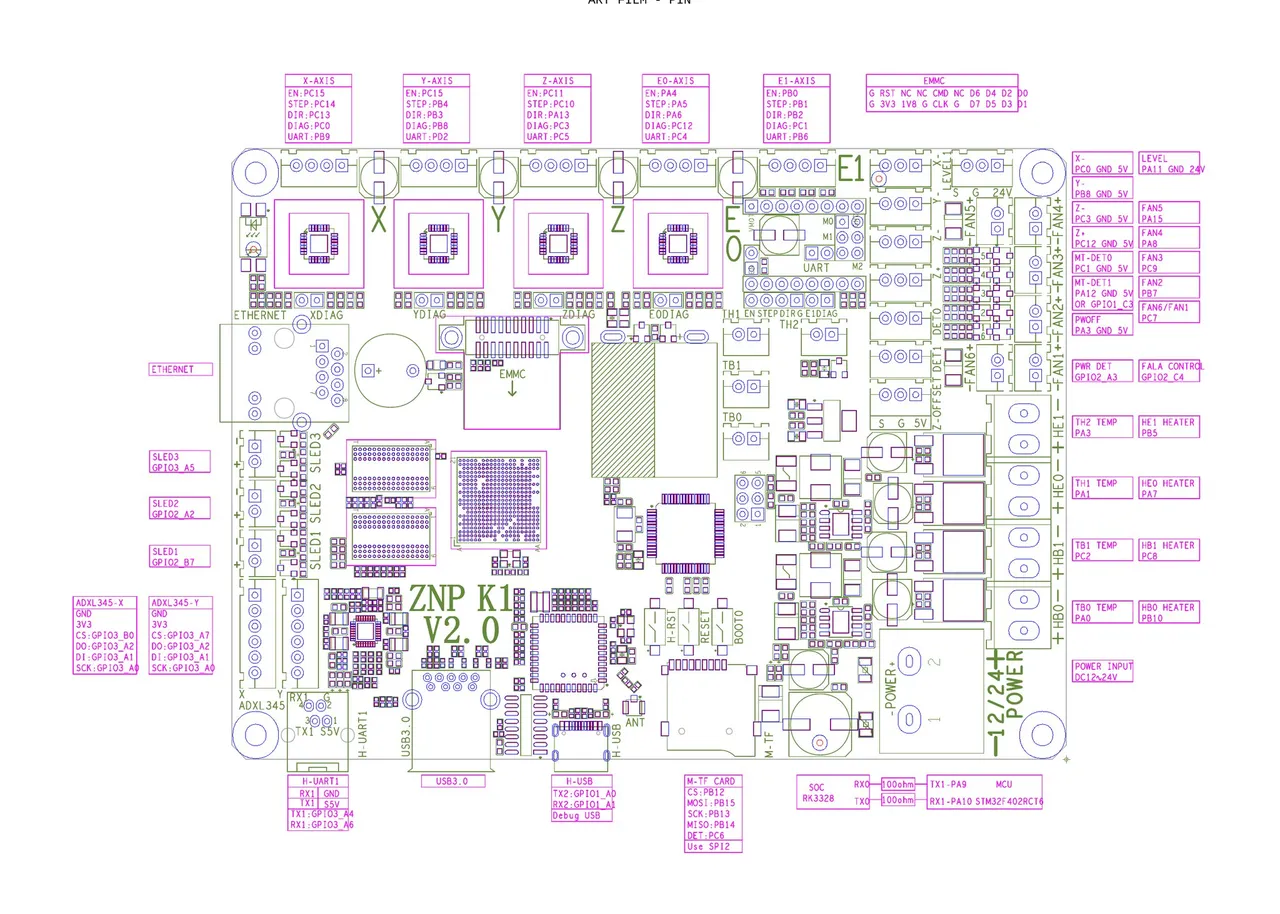 ART FILM - PIN
X-AXIS
EN:PC15
STEP:PC14
DIR:PC13
DIAG:PC0
UART:PB9
Y-AXIS
EN:PC15
STEP:PB4
DIR:PB3
DIAG:PB8
UART:PD2
Z-AXIS
EN:PC11
STEP:PC10
DIR:PA13
DIAG:PC3
UART:PC5
E0-AXIS
EN:PA4
STEP:PA5
DIR:PA6
DIAG:PC12
UART:PC4
E1-AXIS
EN:PB0
STEP:PB1
DIR:PB2
DIAG:PC1
UART:PB6
EMMC
G RST NC NC CMD NC D6 D4 D2 D0
G 3V3 1V8 G CLK G D7 D5 D3 D1
X-
PC0 GND 5V
LEVEL
PA11 GND 24V
Y-
PB8 GND 5V
Z-
PC3 GND 5V
FAN5
PA15
Z+
PC12 GND 5V
FAN4
PA8
MT-DET0
PC1 GND 5V
FAN3
PC9
MT-DET1
PA12 GND 5V
OR GPIO1_C3
FAN2
PB7
FAN6/FAN1
PC7
PWOFF
PA3 GND 5V
PWR DET
GPIO2_A3
FALA CONTROL
GPIO2_C4
TH2 TEMP
PA3
HE1 HEATER
PB5
TH1 TEMP
PA1
HE0 HEATER
PA7
TB1 TEMP
PC2
HB1 HEATER
PC8
TB0 TEMP
PA0
HB0 HEATER
PB10
POWER INPUT
DC12~24V
X
Y
Z
E0
E1
X-
LEVEL1
S G 24V
Y-
Z-
Z+
DET0
DET1
Z-OFFSET
S G 5V
-FAN5+
-FAN4+
-FAN3+
-FAN2+
-FAN1+
-FAN6+
M0
M1
M2
UART
ETHERNET
XDIAG
YDIAG
ZDIAG
EODIAG
TH1
EN STEP DIR G E1DIAG
TH2
TB1
TB0
EMMC
ETHERNET
SLED3
GPIO3_A5
SLED2
GPIO2_A2
SLED1
GPIO2_B7
SLED3
SLED2
SLED1
ADXL345-X
GND
3V3
CS:GPIO3_B0
DO:GPIO3_A2
DI:GPIO3_A1
SCK:GPIO3_A0
ADXL345-Y
GND
3V3
CS:GPIO3_A7
DO:GPIO3_A2
DI:GPIO3_A1
SCK:GPIO3_A0
ZNP K1
V2.0
H-RST
RESET
BOOT0
+HE1-
+HE0-
+HB1-
+HB0-
-12/24+
POWER
-POWER+
2
1
X
Y
ADXL345
RX1 G
4 2
3 1
TX1 S5V
H-UART1
USB3.0
H-USB
ANT
M-TF
H-UART1
RX1 GND
TX1 S5V
TX1:GPIO3_A4
RX1:GPIO3_A6
USB3.0
H-USB
TX2:GPIO1_A0
RX2:GPIO1_A1
Debug USB
M-TF CARD
CS:PB12
MOSI:PB15
SCK:PB13
MISO:PB14
DET:PC6
Use SPI2
SOC
RK3328
RX0
TX0
100ohm
100ohm
TX1-PA9 MCU
RX1-PA10 STM32F402RCT6